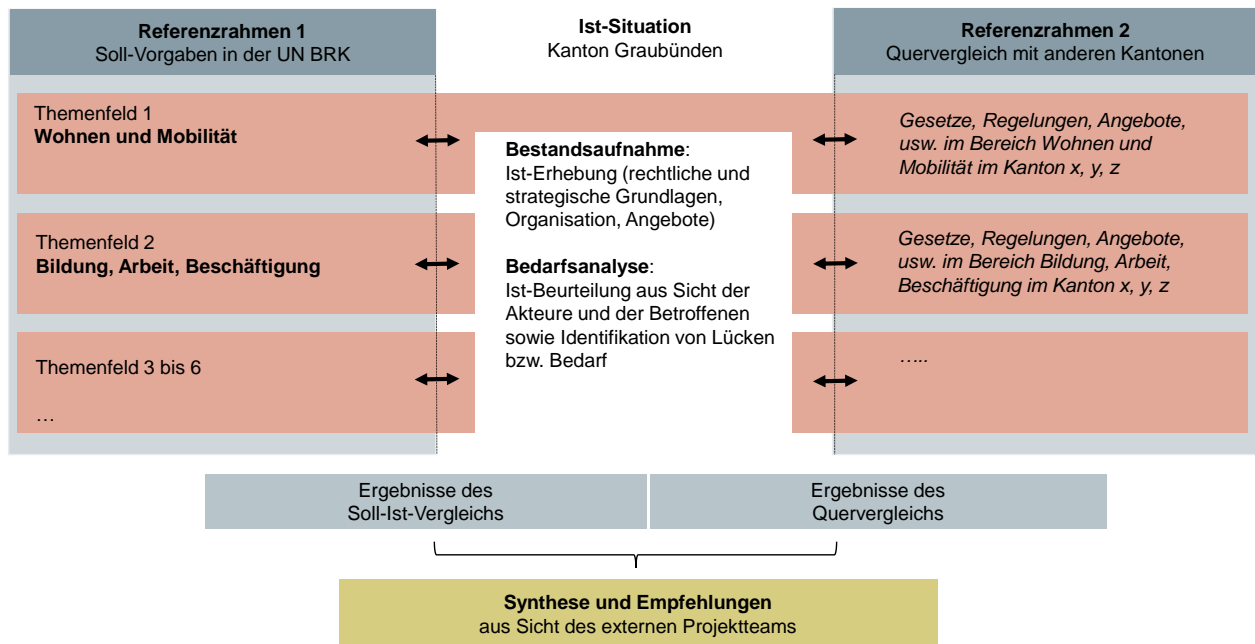 Referenzrahmen 1
Soll-Vorgaben in der UN BRK
Ist-Situation
Kanton Graubünden
Referenzrahmen 2
Quervergleich mit anderen Kantonen
Themenfeld 1
Wohnen und Mobilität
Gesetze, Regelungen, Angebote,
usw. im Bereich Wohnen und
Mobilität im Kanton x, y, z
Bestandsaufnahme:
Ist-Erhebung (rechtliche und
strategische Grundlagen,
Organisation, Angebote)
Themenfeld 2
Bildung, Arbeit, Beschäftigung
Gesetze, Regelungen, Angebote,
usw. im Bereich Bildung, Arbeit,
Beschäftigung im Kanton x, y, z
Bedarfsanalyse:
Ist-Beurteilung aus Sicht der
Akteure und der Betroffenen
sowie Identifikation von Lücken
bzw. Bedarf
Themenfeld 3 bis 6
…
…..
Ergebnisse des
Soll-Ist-Vergleichs
Ergebnisse des
Quervergleichs
Synthese und Empfehlungen
aus Sicht des externen Projektteams